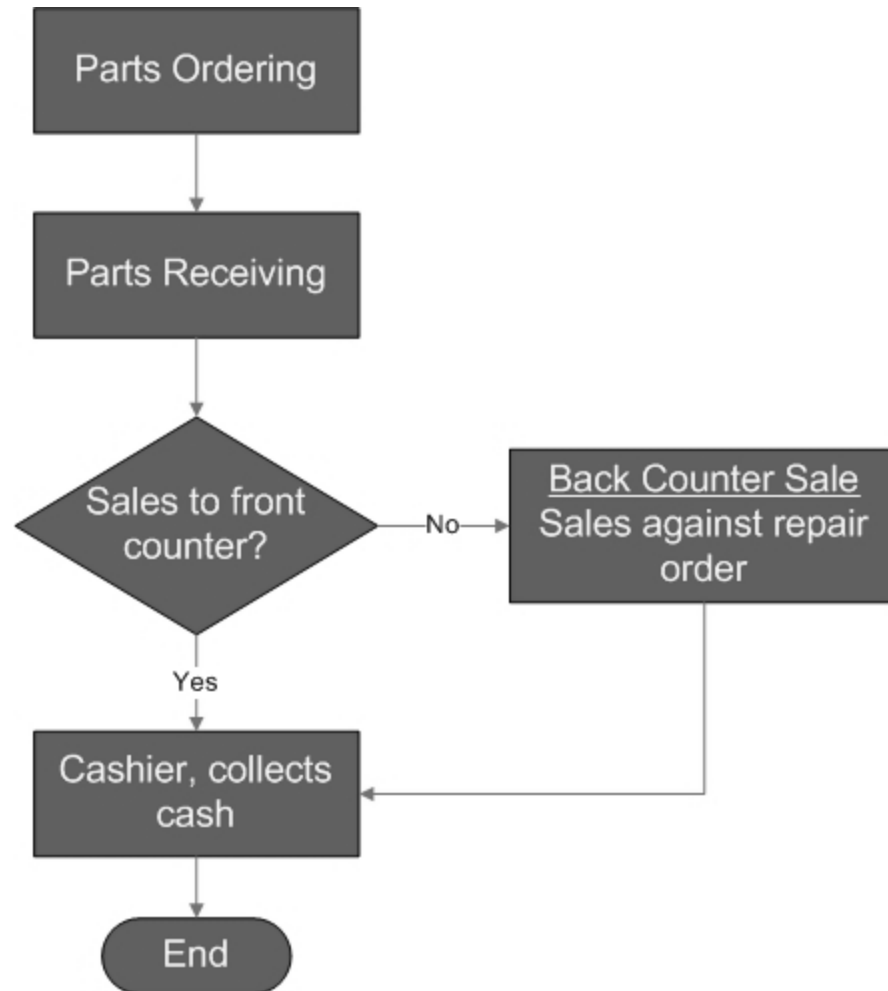 Parts Ordering
Parts Receiving
Sales to front
counter?
No
Back Counter Sale
Sales against repair
order
Yes
Cashier, collects
cash
End